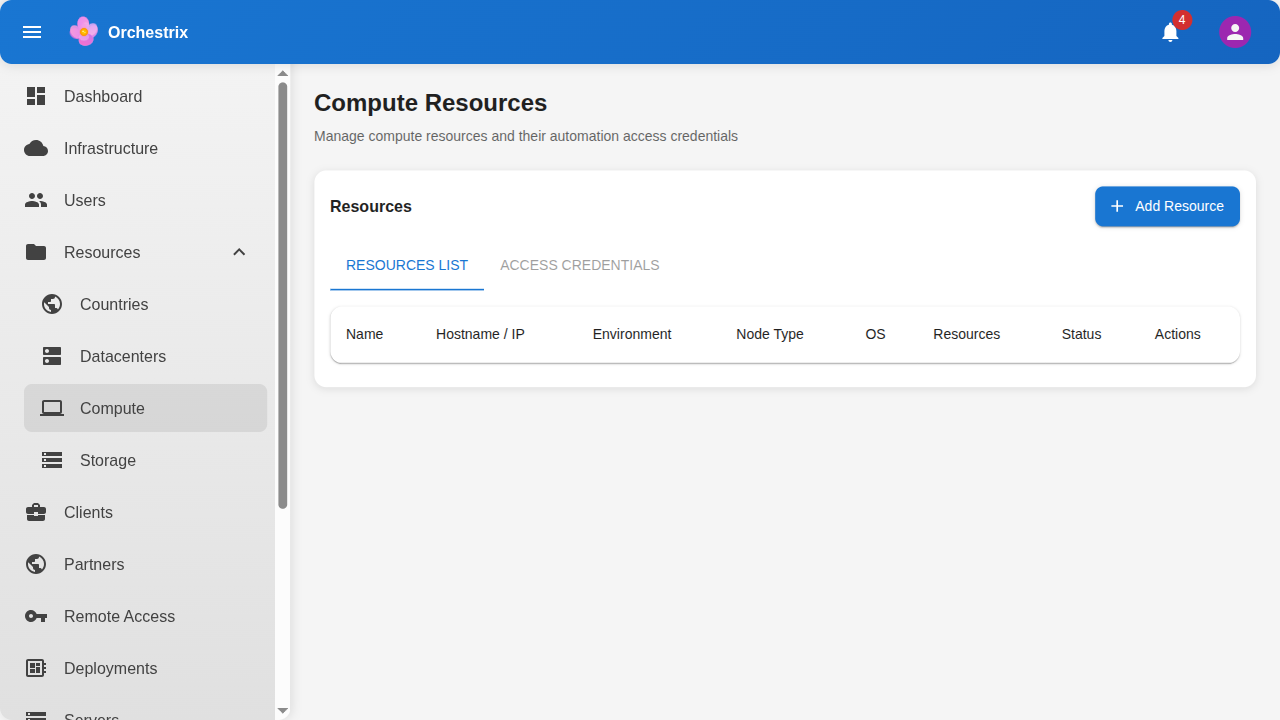 Orchestrix
4
Dashboard
Infrastructure
Users
Resources
Countries
Datacenters
Compute
Storage
Clients
Partners
Remote Access
Deployments
Servers
Compute Resources
Manage compute resources and their automation access credentials
Resources
Add Resource
RESOURCES LIST ACCESS CREDENTIALS
Name Hostname / IP Environment Node Type OS Resources Status Actions